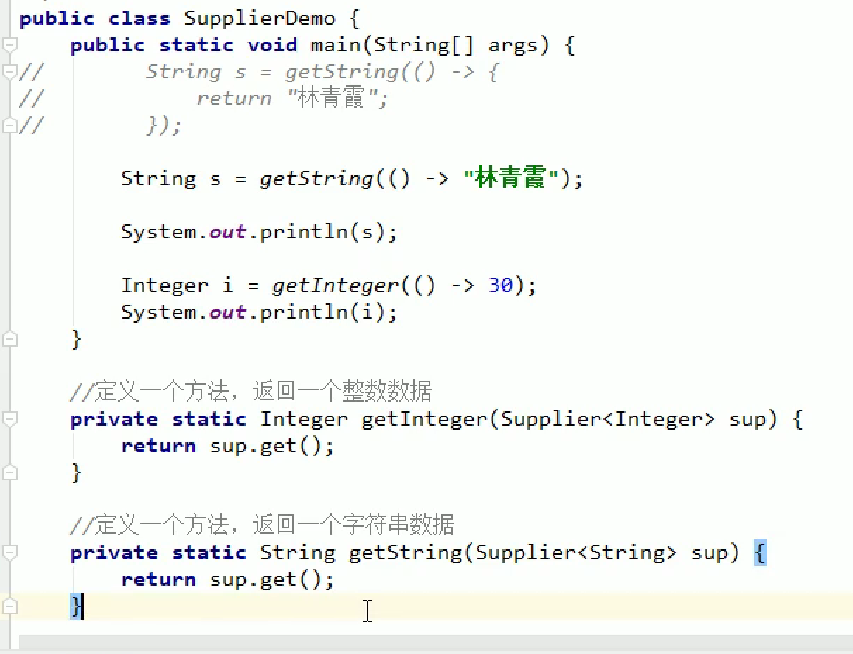 public class SupplierDemo {
    public static void main(String[] args) {
//        String s = getString(() -> {
//            return "林青霞";
//        });

        String s = getString(() -> "林青霞");

        System.out.println(s);

        Integer i = getInteger(() -> 30);
        System.out.println(i);
    }

    //定义一个方法，返回一个整数数据
    private static Integer getInteger(Supplier<Integer> sup) {
        return sup.get();
    }

    //定义一个方法，返回一个字符串数据
    private static String getString(Supplier<String> sup) {
        return sup.get();
    }